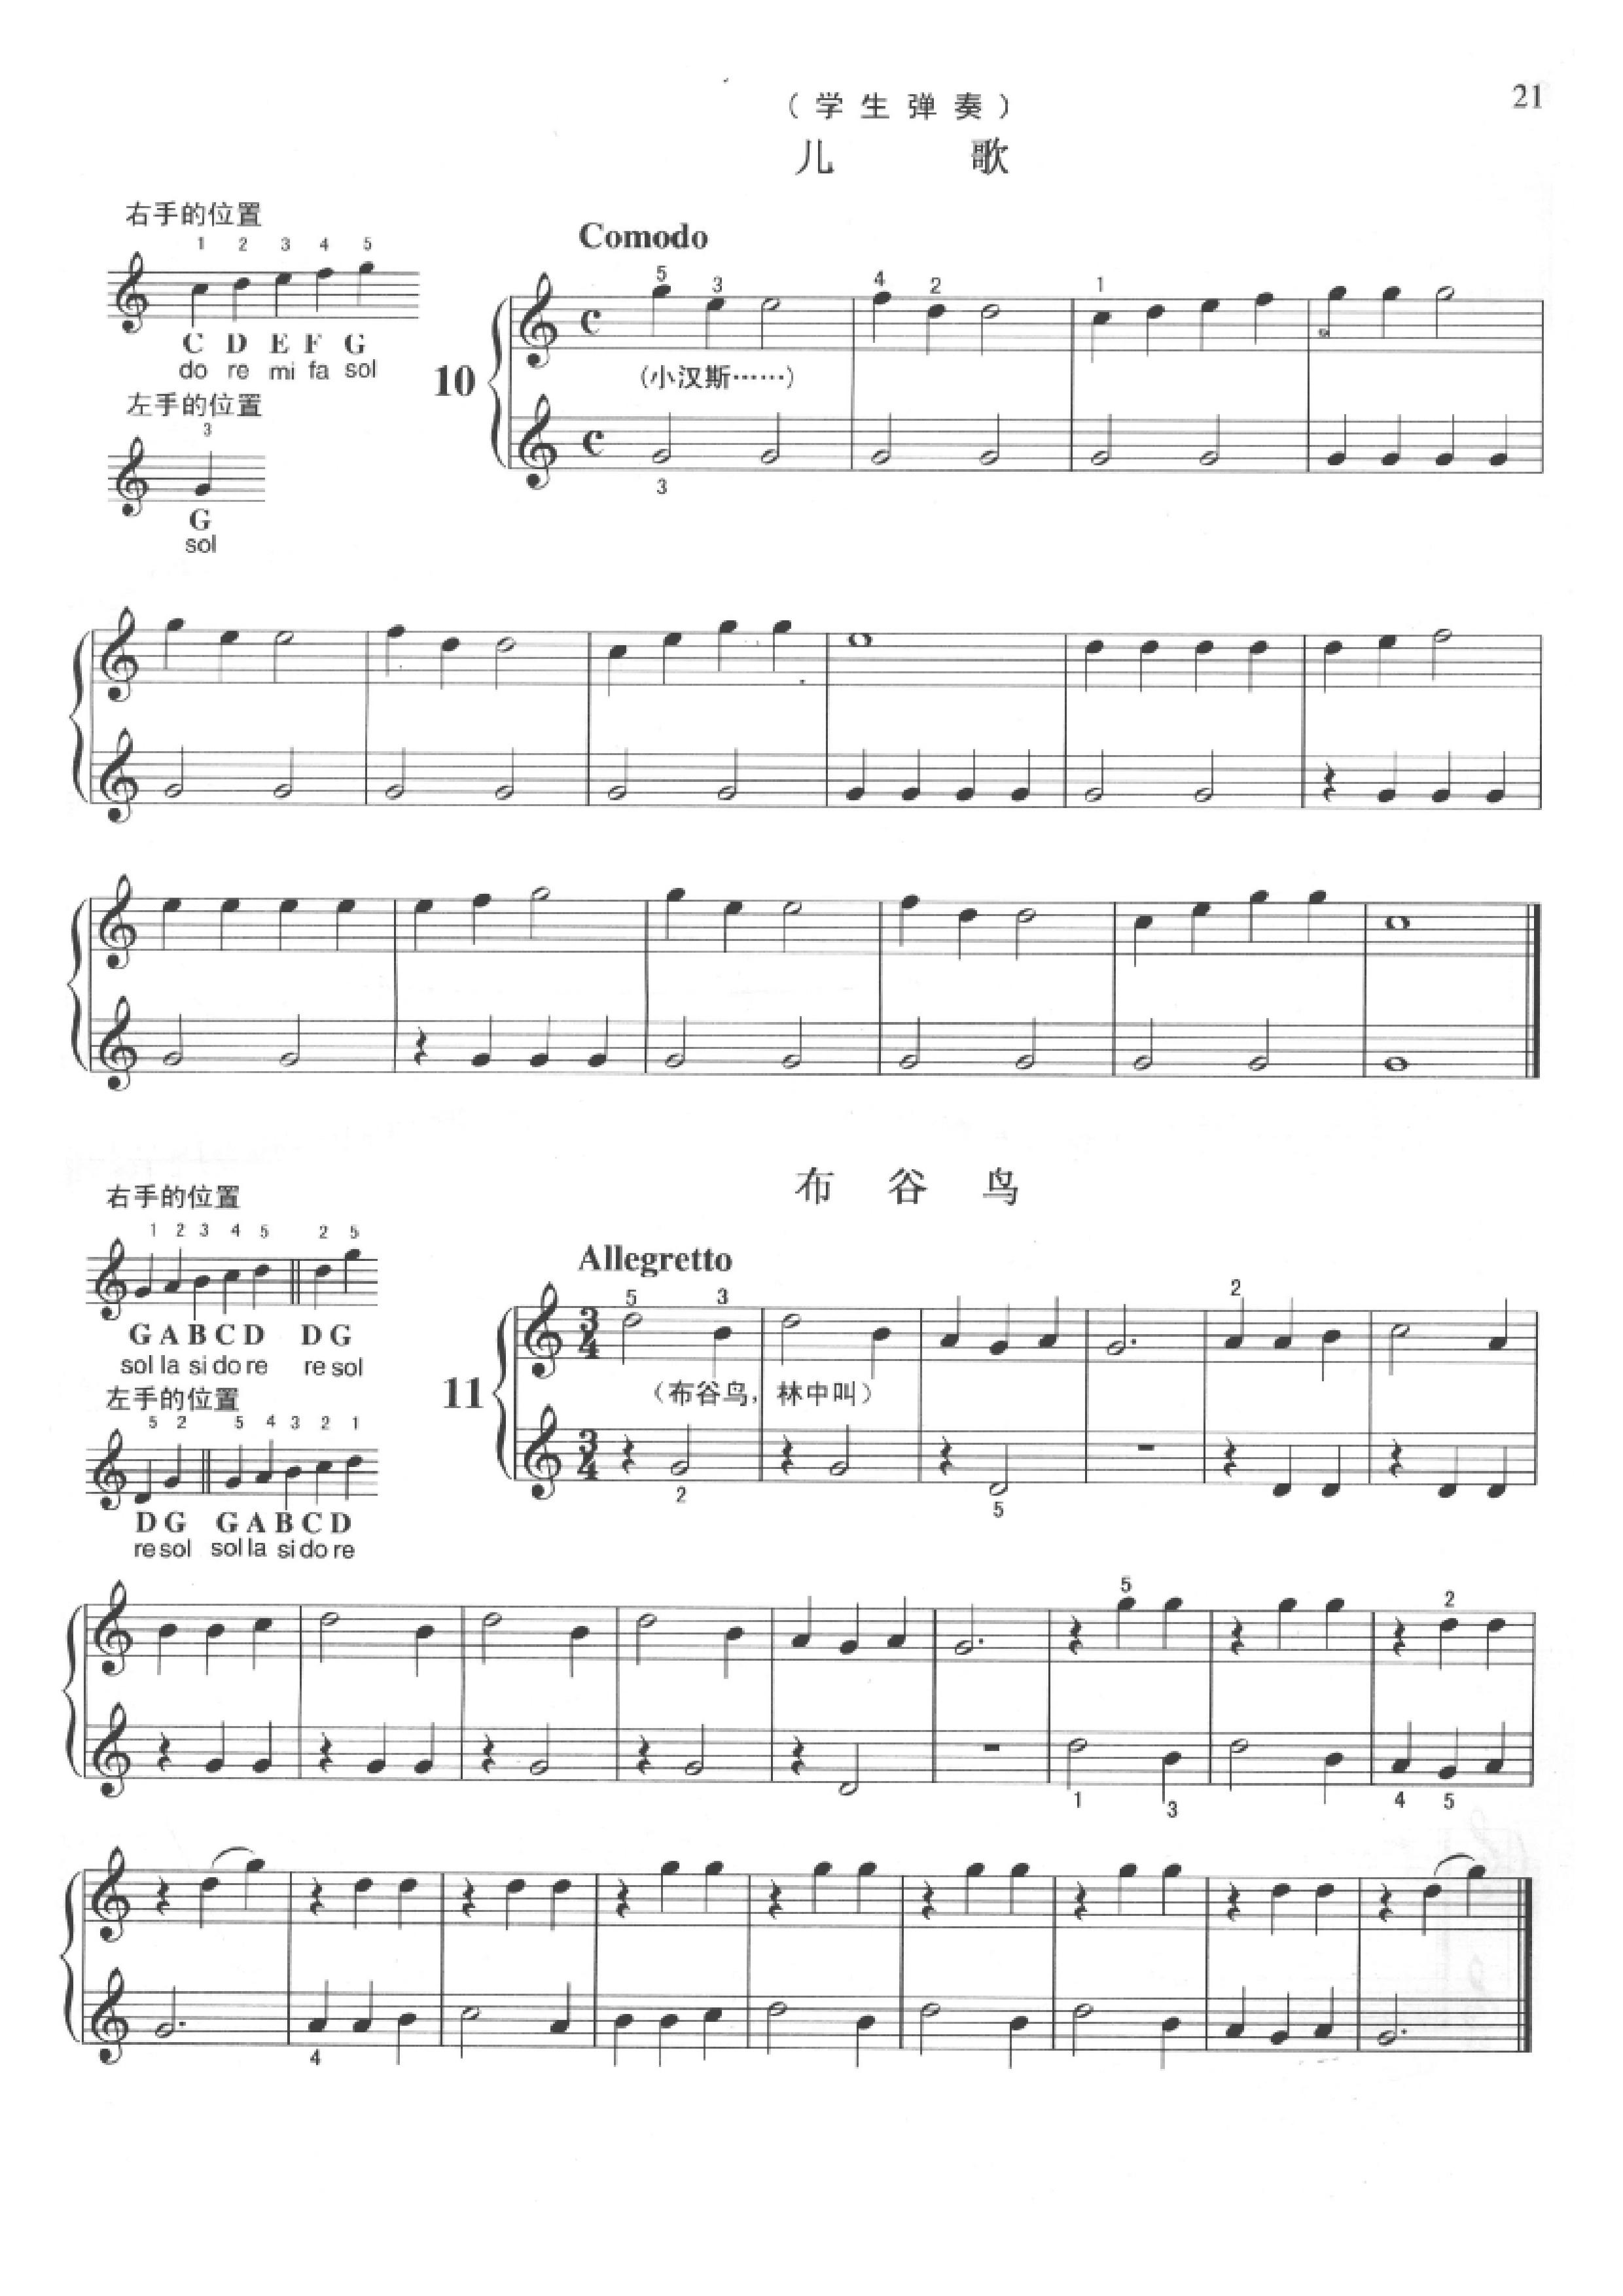 21
（学生弹奏）
儿 歌
右手的位置
1 2 3 4 5
C D E F G
do re mi fa sol
左手的位置
3
G
sol
Comodo
5 3 4 2 1
10
(小汉斯……)
3
布 谷 鸟
右手的位置
1 2 3 4 5 2 5
G A B C D D G
sol la si do re re sol
左手的位置
5 2 5 4 3 2 1
D G G A B C D
re sol sol la si do re
Allegretto
5 3 2
3 4
11
（布谷鸟，林中叫）
3 4
2 5
5 2
1 3 4 5
4